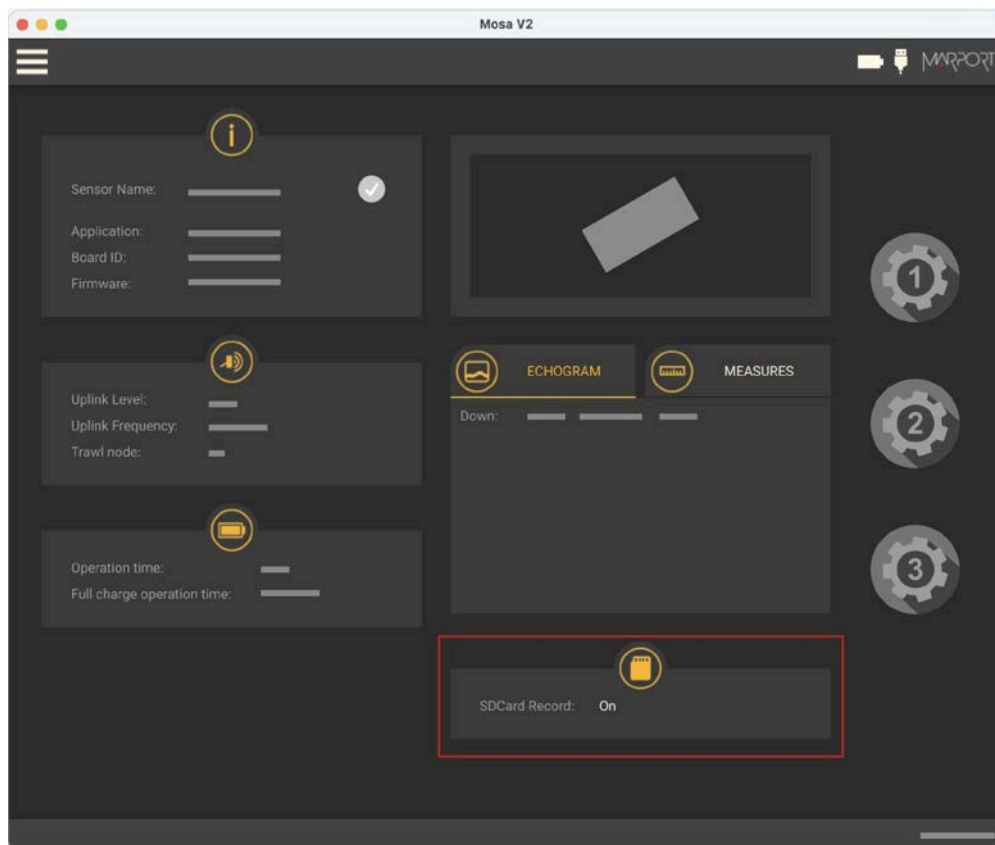 Mosa V2
MARPORT
Sensor Name:
Application:
Board ID:
Firmware:
1
Uplink Level:
Uplink Frequency:
Trawl node:
ECHOGRAM
MEASURES
Down:
2
Operation time:
Full charge operation time:
3
SDCard Record: On